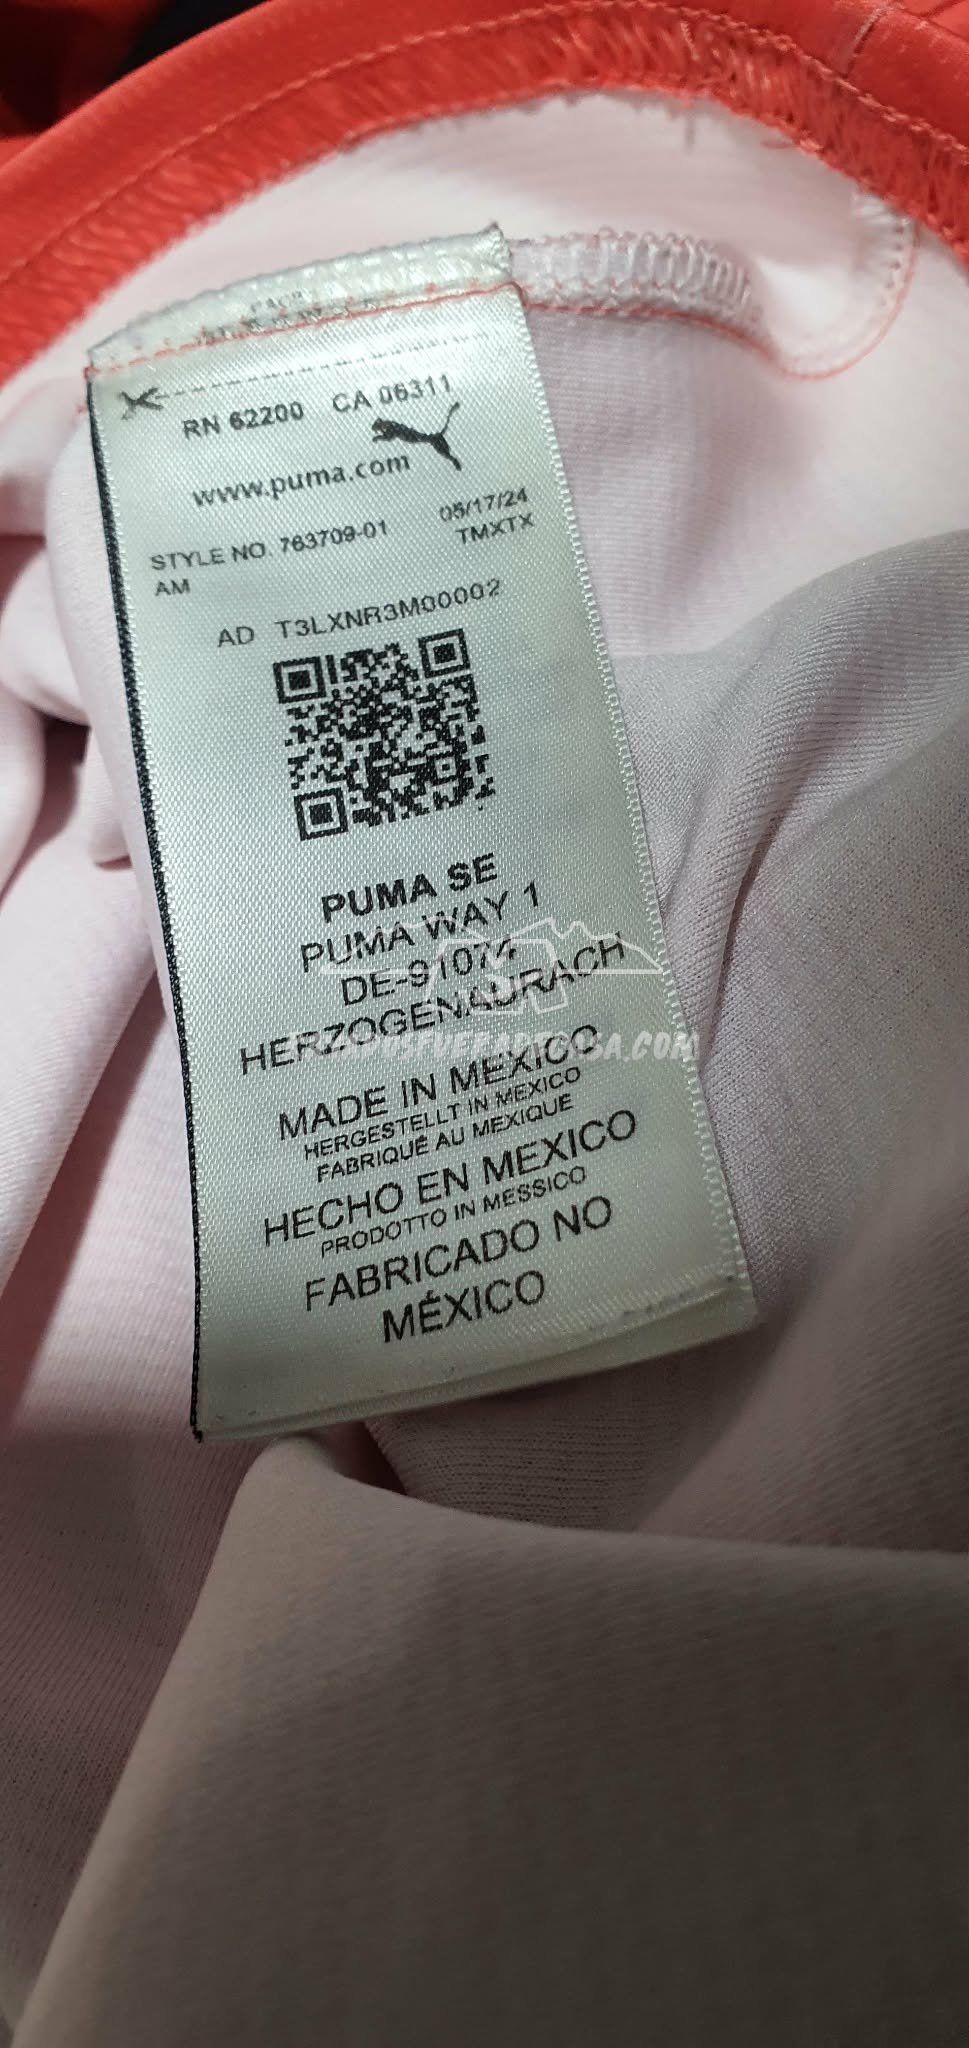 RN 62200 CA 06311
www.puma.com
STYLE NO. 763709-01 05/17/24
AM TMXTX
AD T3LXNR3M00002
PUMA SE
PUMA WAY 1
DE-91074
HERZOGENAURACH
MADE IN MEXICO
HERGESTELLT IN MEXICO
FABRIQUÉ AU MEXIQUE
HECHO EN MEXICO
PRODOTTO IN MESSICO
FABRICADO NO
MÉXICO